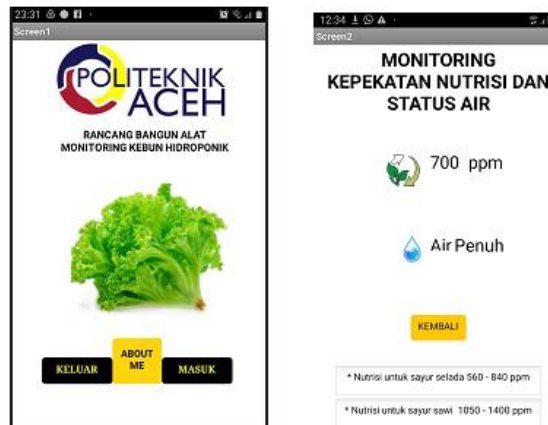 23:31
Screen1
POLITEKNIK
ACEH
RANCANG BANGUN ALAT
MONITORING KEBUN HIDROPONIK
KELUAR
ABOUT
ME
MASUK
12:34
Screen2
MONITORING
KEPEKATAN NUTRISI DAN
STATUS AIR
700 ppm
Air Penuh
KEMBALI
* Nutrisi untuk sayur selada 560 - 840 ppm
* Nutrisi untuk sayur sawi 1050 - 1400 ppm